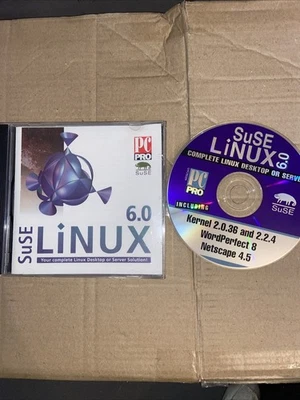 PC
PRO
SuSE
SuSE
LiNUX
6.0
Your complete Linux Desktop or Server Solution!
SuSE
LiNUX 6.0
COMPLETE LINUX DESKTOP OR SERVER
PC
PRO
SuSE
INCLUDING
Kernel 2.0.36 and 2.2.4
WordPerfect 8
Netscape 4.5